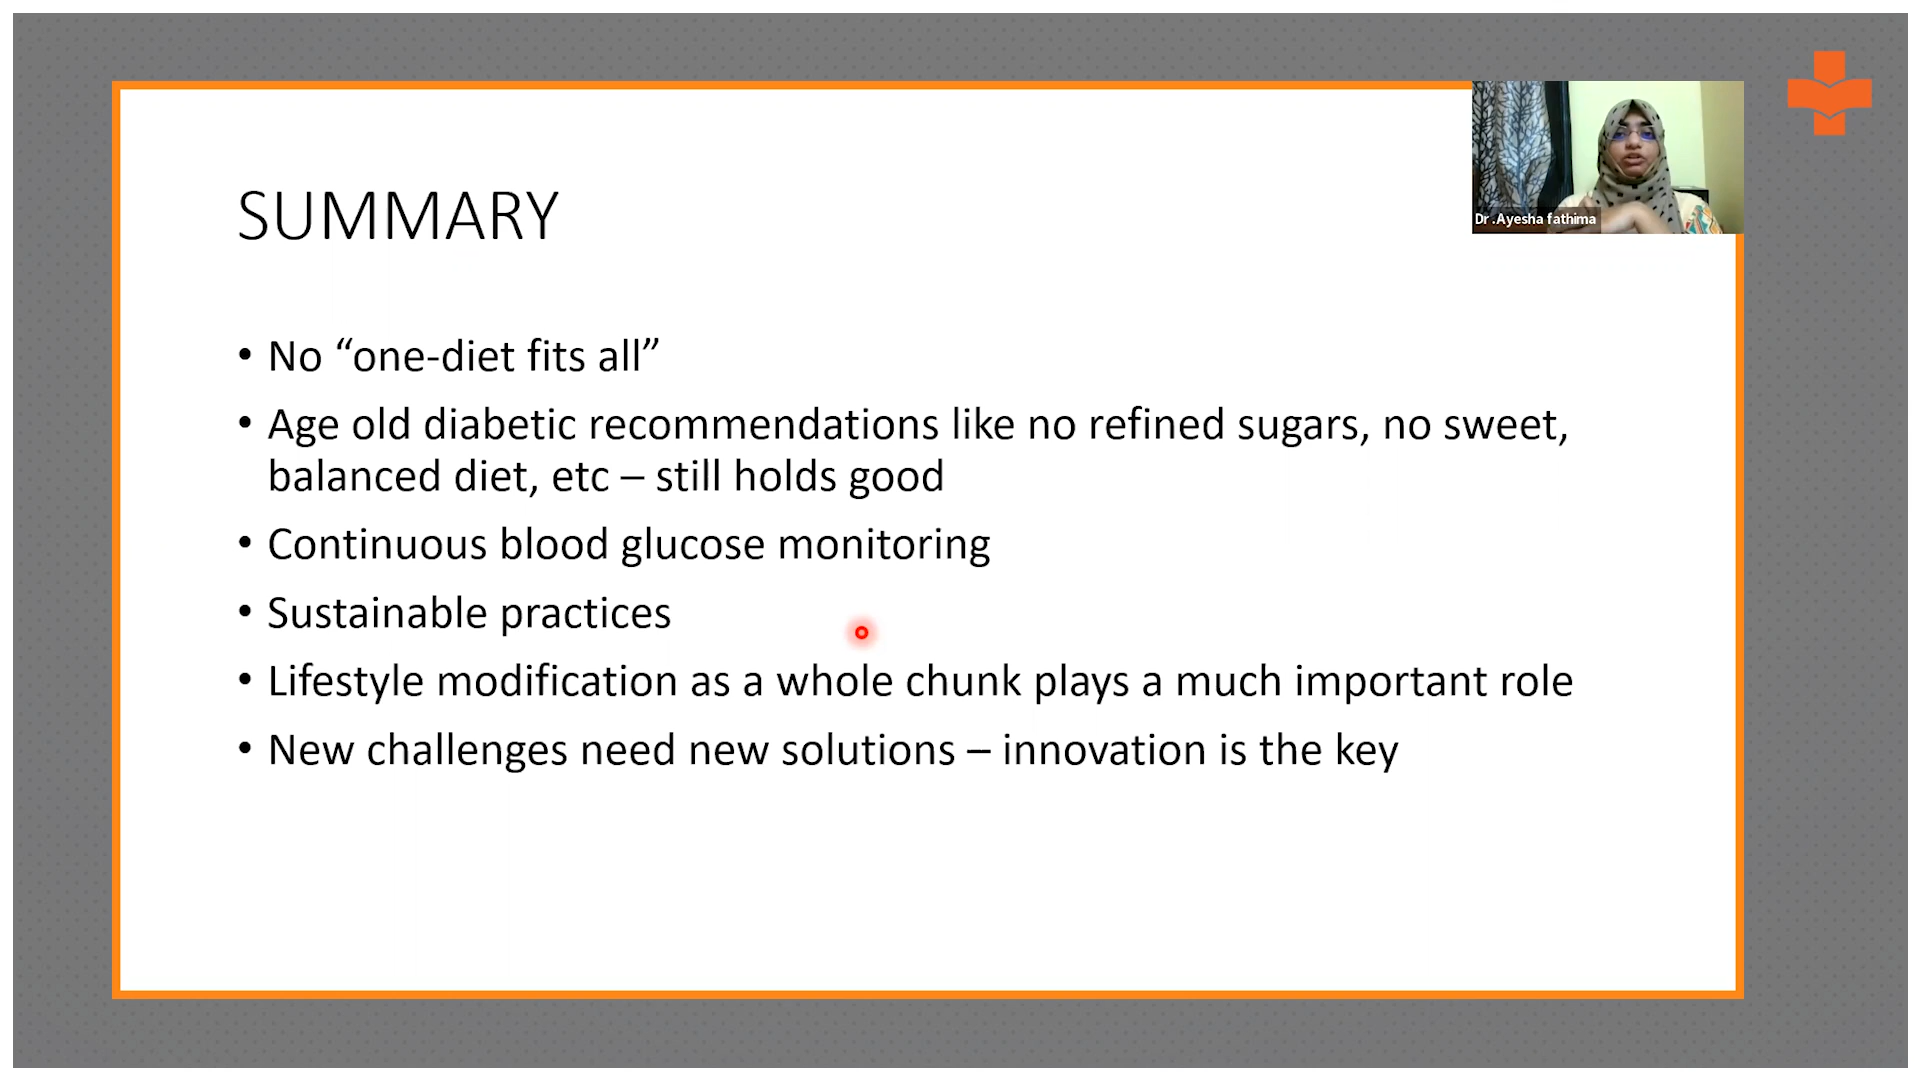 Dr .Ayesha fathima
SUMMARY
• No “one-diet fits all”
• Age old diabetic recommendations like no refined sugars, no sweet,
balanced diet, etc – still holds good
• Continuous blood glucose monitoring
• Sustainable practices
• Lifestyle modification as a whole chunk plays a much important role
• New challenges need new solutions – innovation is the key